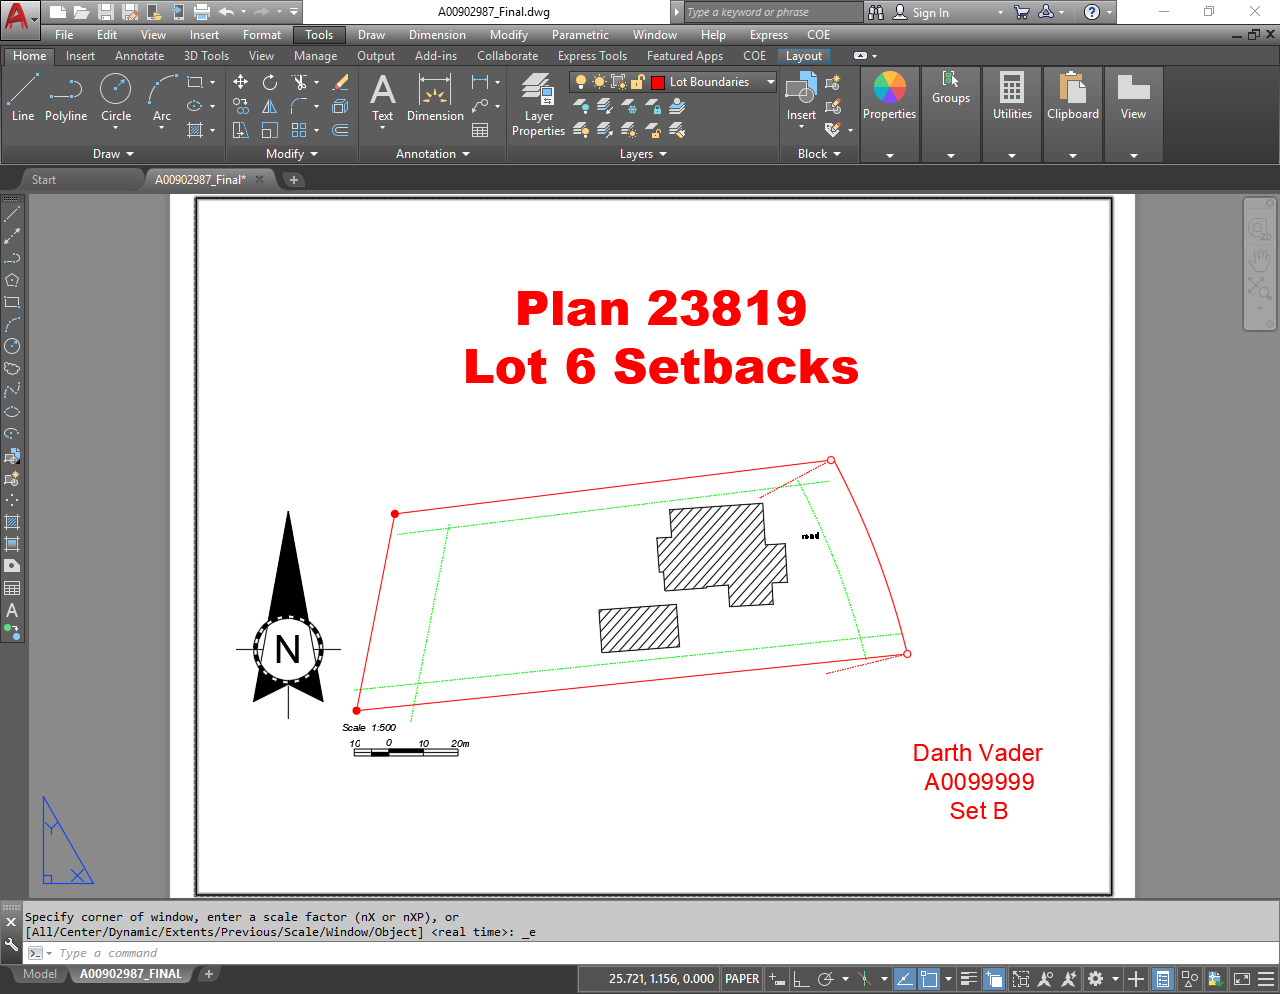 A00902987_Final.dwg
Type a keyword or phrase
Sign In
File Edit View Insert Format Tools Draw Dimension Modify Parametric Window Help Express COE
Home Insert Annotate 3D Tools View Manage Output Add-ins Collaborate Express Tools Featured Apps COE Layout
Lot Boundaries
Line Polyline Circle Arc
Text Dimension
Layer
Properties
Insert
Properties
Groups
Utilities
Clipboard
View
Draw
Modify
Annotation
Layers
Block
Start
A00902987_Final*
Plan 23819
Lot 6 Setbacks
road
N
Scale 1:500
10 0 10 20m
Darth Vader
A0099999
Set B
Y
X
Specify corner of window, enter a scale factor (nX or nXP), or
[All/Center/Dynamic/Extents/Previous/Scale/Window/Object] <real time>: _e
Type a command
Model
A00902987_FINAL
25.721, 1.156, 0.000
PAPER